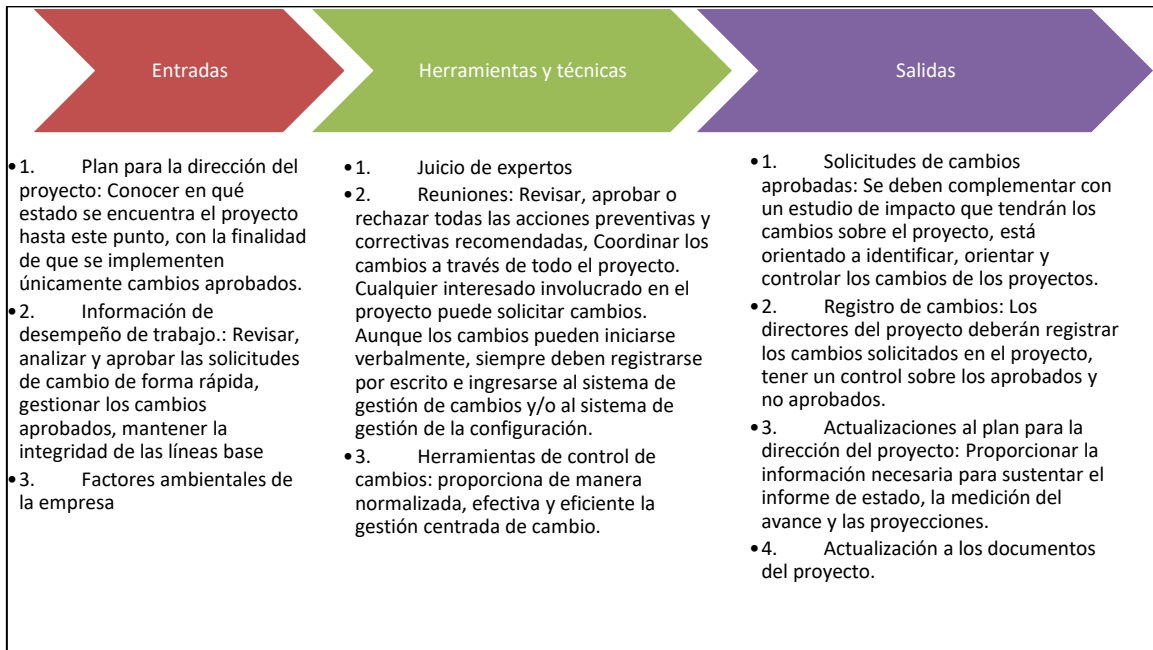 Entradas
Herramientas y técnicas
Salidas
•1. Plan para la dirección del
proyecto: Conocer en qué
estado se encuentra el proyecto
hasta este punto, con la finalidad
de que se implementen
únicamente cambios aprobados.
•2. Información de
desempeño de trabajo.: Revisar,
analizar y aprobar las solicitudes
de cambio de forma rápida,
gestionar los cambios
aprobados, mantener la
integridad de las líneas base
•3. Factores ambientales de
la empresa
•1. Juicio de expertos
•2. Reuniones: Revisar, aprobar o
rechazar todas las acciones preventivas y
correctivas recomendadas, Coordinar los
cambios a través de todo el proyecto.
Cualquier interesado involucrado en el
proyecto puede solicitar cambios.
Aunque los cambios pueden iniciarse
verbalmente, siempre deben registrarse
por escrito e ingresarse al sistema de
gestión de cambios y/o al sistema de
gestión de la configuración.
•3. Herramientas de control de
cambios: proporciona de manera
normalizada, efectiva y eficiente la
gestión centrada de cambio.
•1. Solicitudes de cambios
aprobadas: Se deben complementar con
un estudio de impacto que tendrán los
cambios sobre el proyecto, está
orientado a identificar, orientar y
controlar los cambios de los proyectos.
•2. Registro de cambios: Los
directores del proyecto deberán registrar
los cambios solicitados en el proyecto,
tener un control sobre los aprobados y
no aprobados.
•3. Actualizaciones al plan para la
dirección del proyecto: Proporcionar la
información necesaria para sustentar el
informe de estado, la medición del
avance y las proyecciones.
•4. Actualización a los documentos
del proyecto.